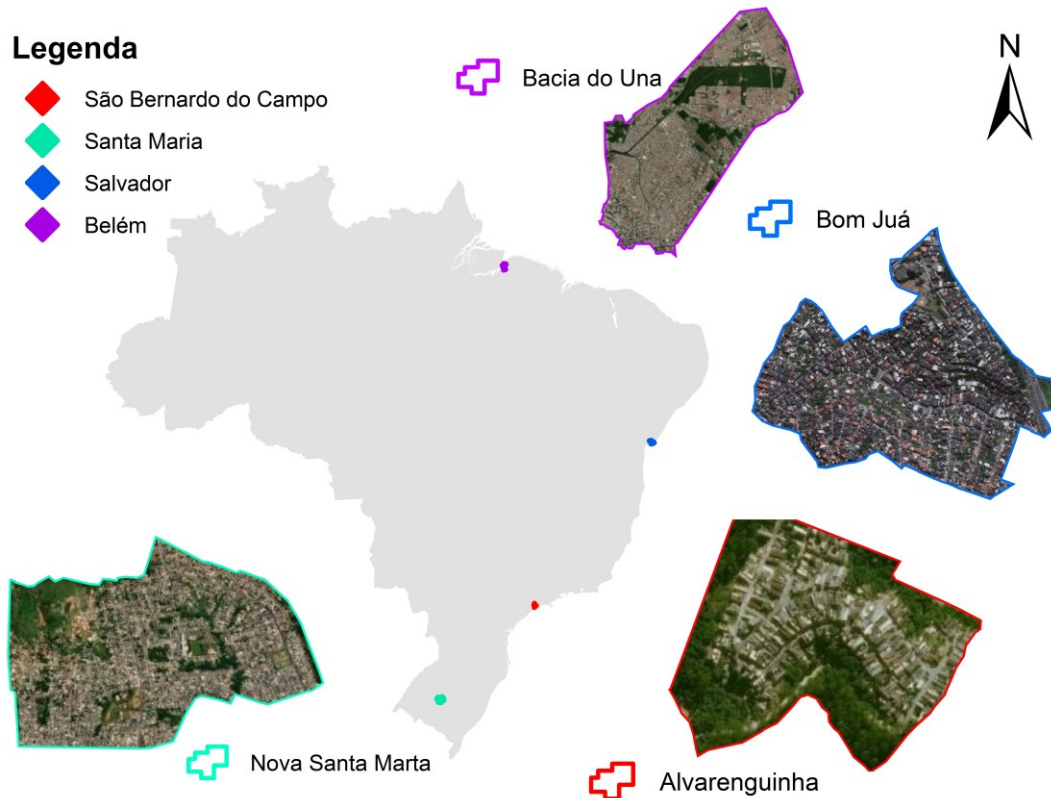 Legenda
São Bernardo do Campo
Santa Maria
Salvador
Belém
Bacia do Una
N
Bom Juá
Nova Santa Marta
Alvarenguinha